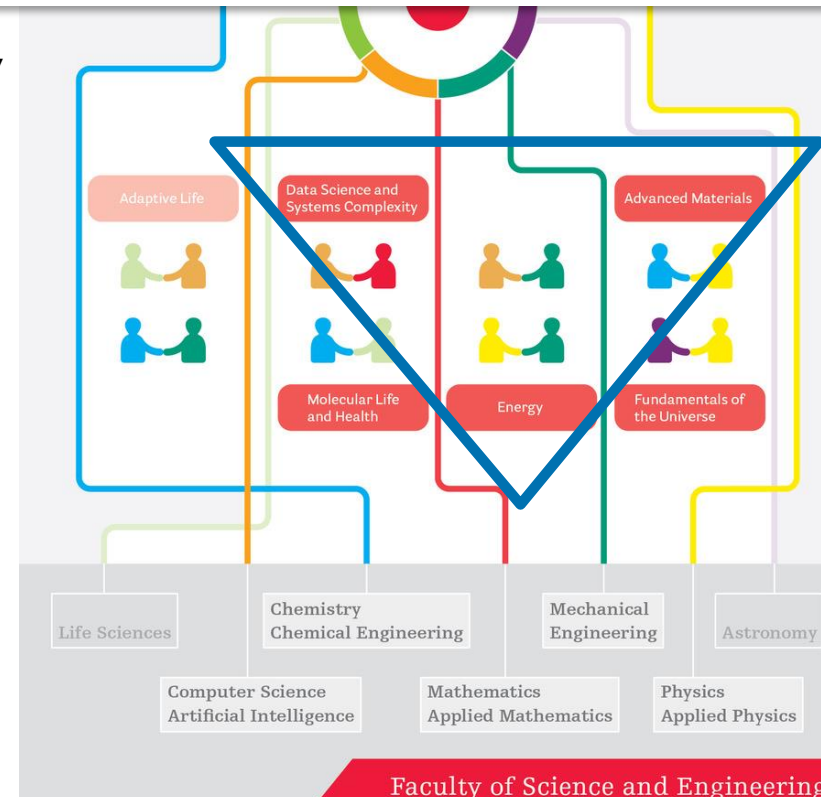 Adaptive Life
Data Science and
Systems Complexity
Advanced Materials
Molecular Life
and Health
Energy
Fundamentals of
the Universe
Life Sciences
Chemistry
Chemical Engineering
Mechanical
Engineering
Astronomy
Computer Science
Artificial Intelligence
Mathematics
Applied Mathematics
Physics
Applied Physics
Faculty of Science and Engineering